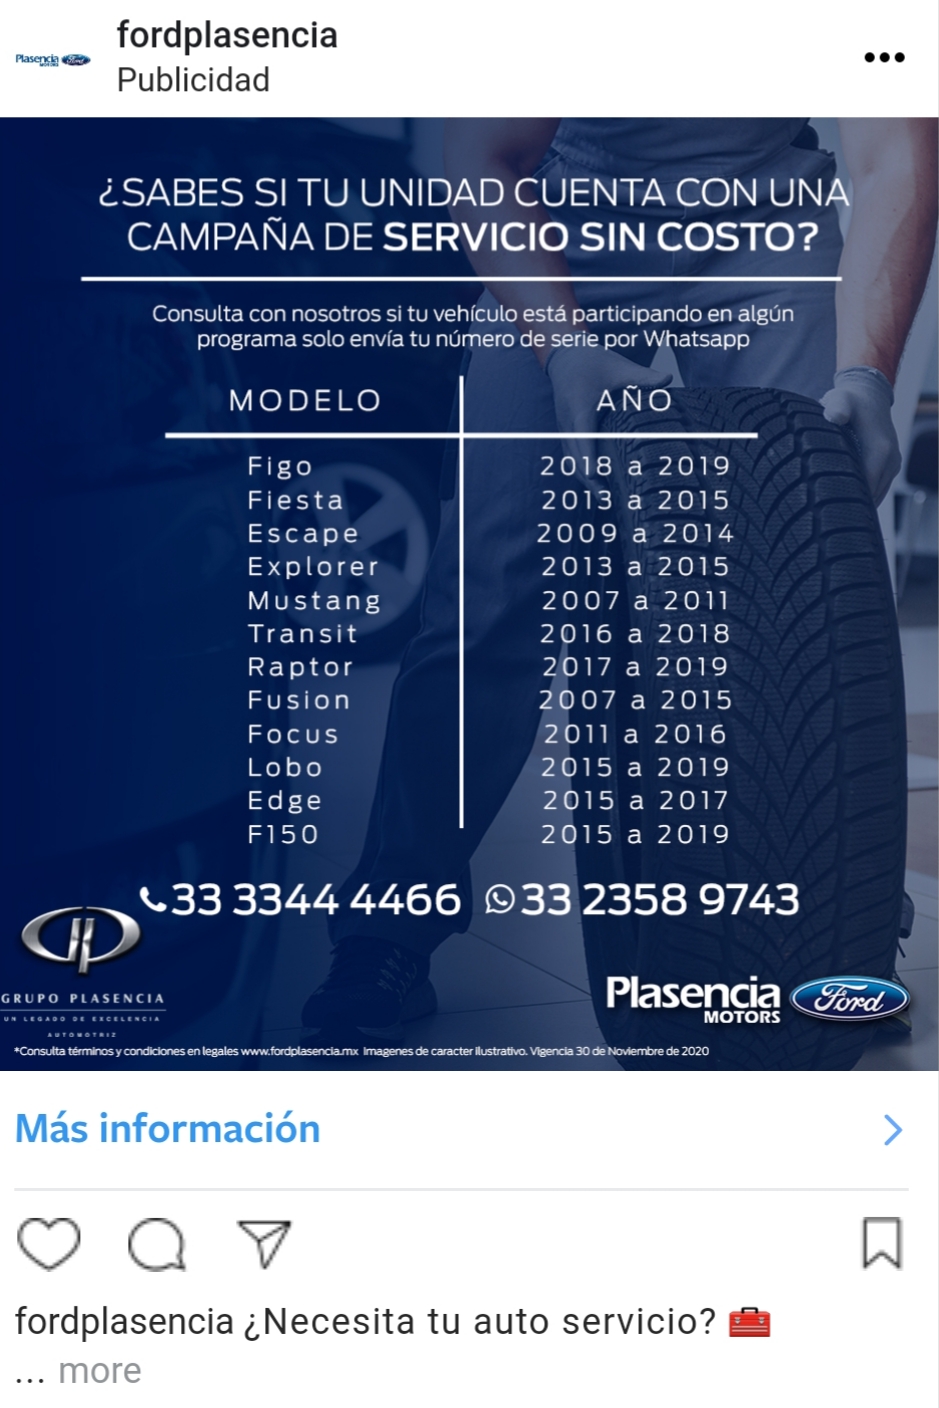 Plasencia MOTORS Ford
fordplasencia
Publicidad
¿SABES SI TU UNIDAD CUENTA CON UNA
CAMPAÑA DE SERVICIO SIN COSTO?
Consulta con nosotros si tu vehículo está participando en algún
programa solo envía tu número de serie por Whatsapp
MODELO AÑO
Figo 2018 a 2019
Fiesta 2013 a 2015
Escape 2009 a 2014
Explorer 2013 a 2015
Mustang 2007 a 2011
Transit 2016 a 2018
Raptor 2017 a 2019
Fusion 2007 a 2015
Focus 2011 a 2016
Lobo 2015 a 2019
Edge 2015 a 2017
F150 2015 a 2019
33 3344 4466 33 2358 9743
GRUPO PLASENCIA
UN LEGADO DE EXCELENCIA
AUTOMOTRIZ
Plasencia
MOTORS
Ford
*Consulta términos y condiciones en legales www.fordplasencia.mx Imagenes de caracter Ilustrativo. Vigencia 30 de Noviembre de 2020
Más información
fordplasencia ¿Necesita tu auto servicio? 🧰
... more